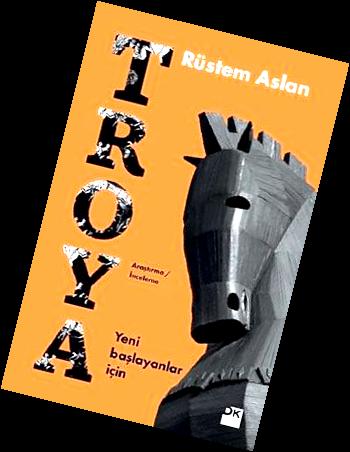 Rüstem Aslan
TROYA
Araştırma /
İnceleme
Yeni
başlayanlar
için
DK